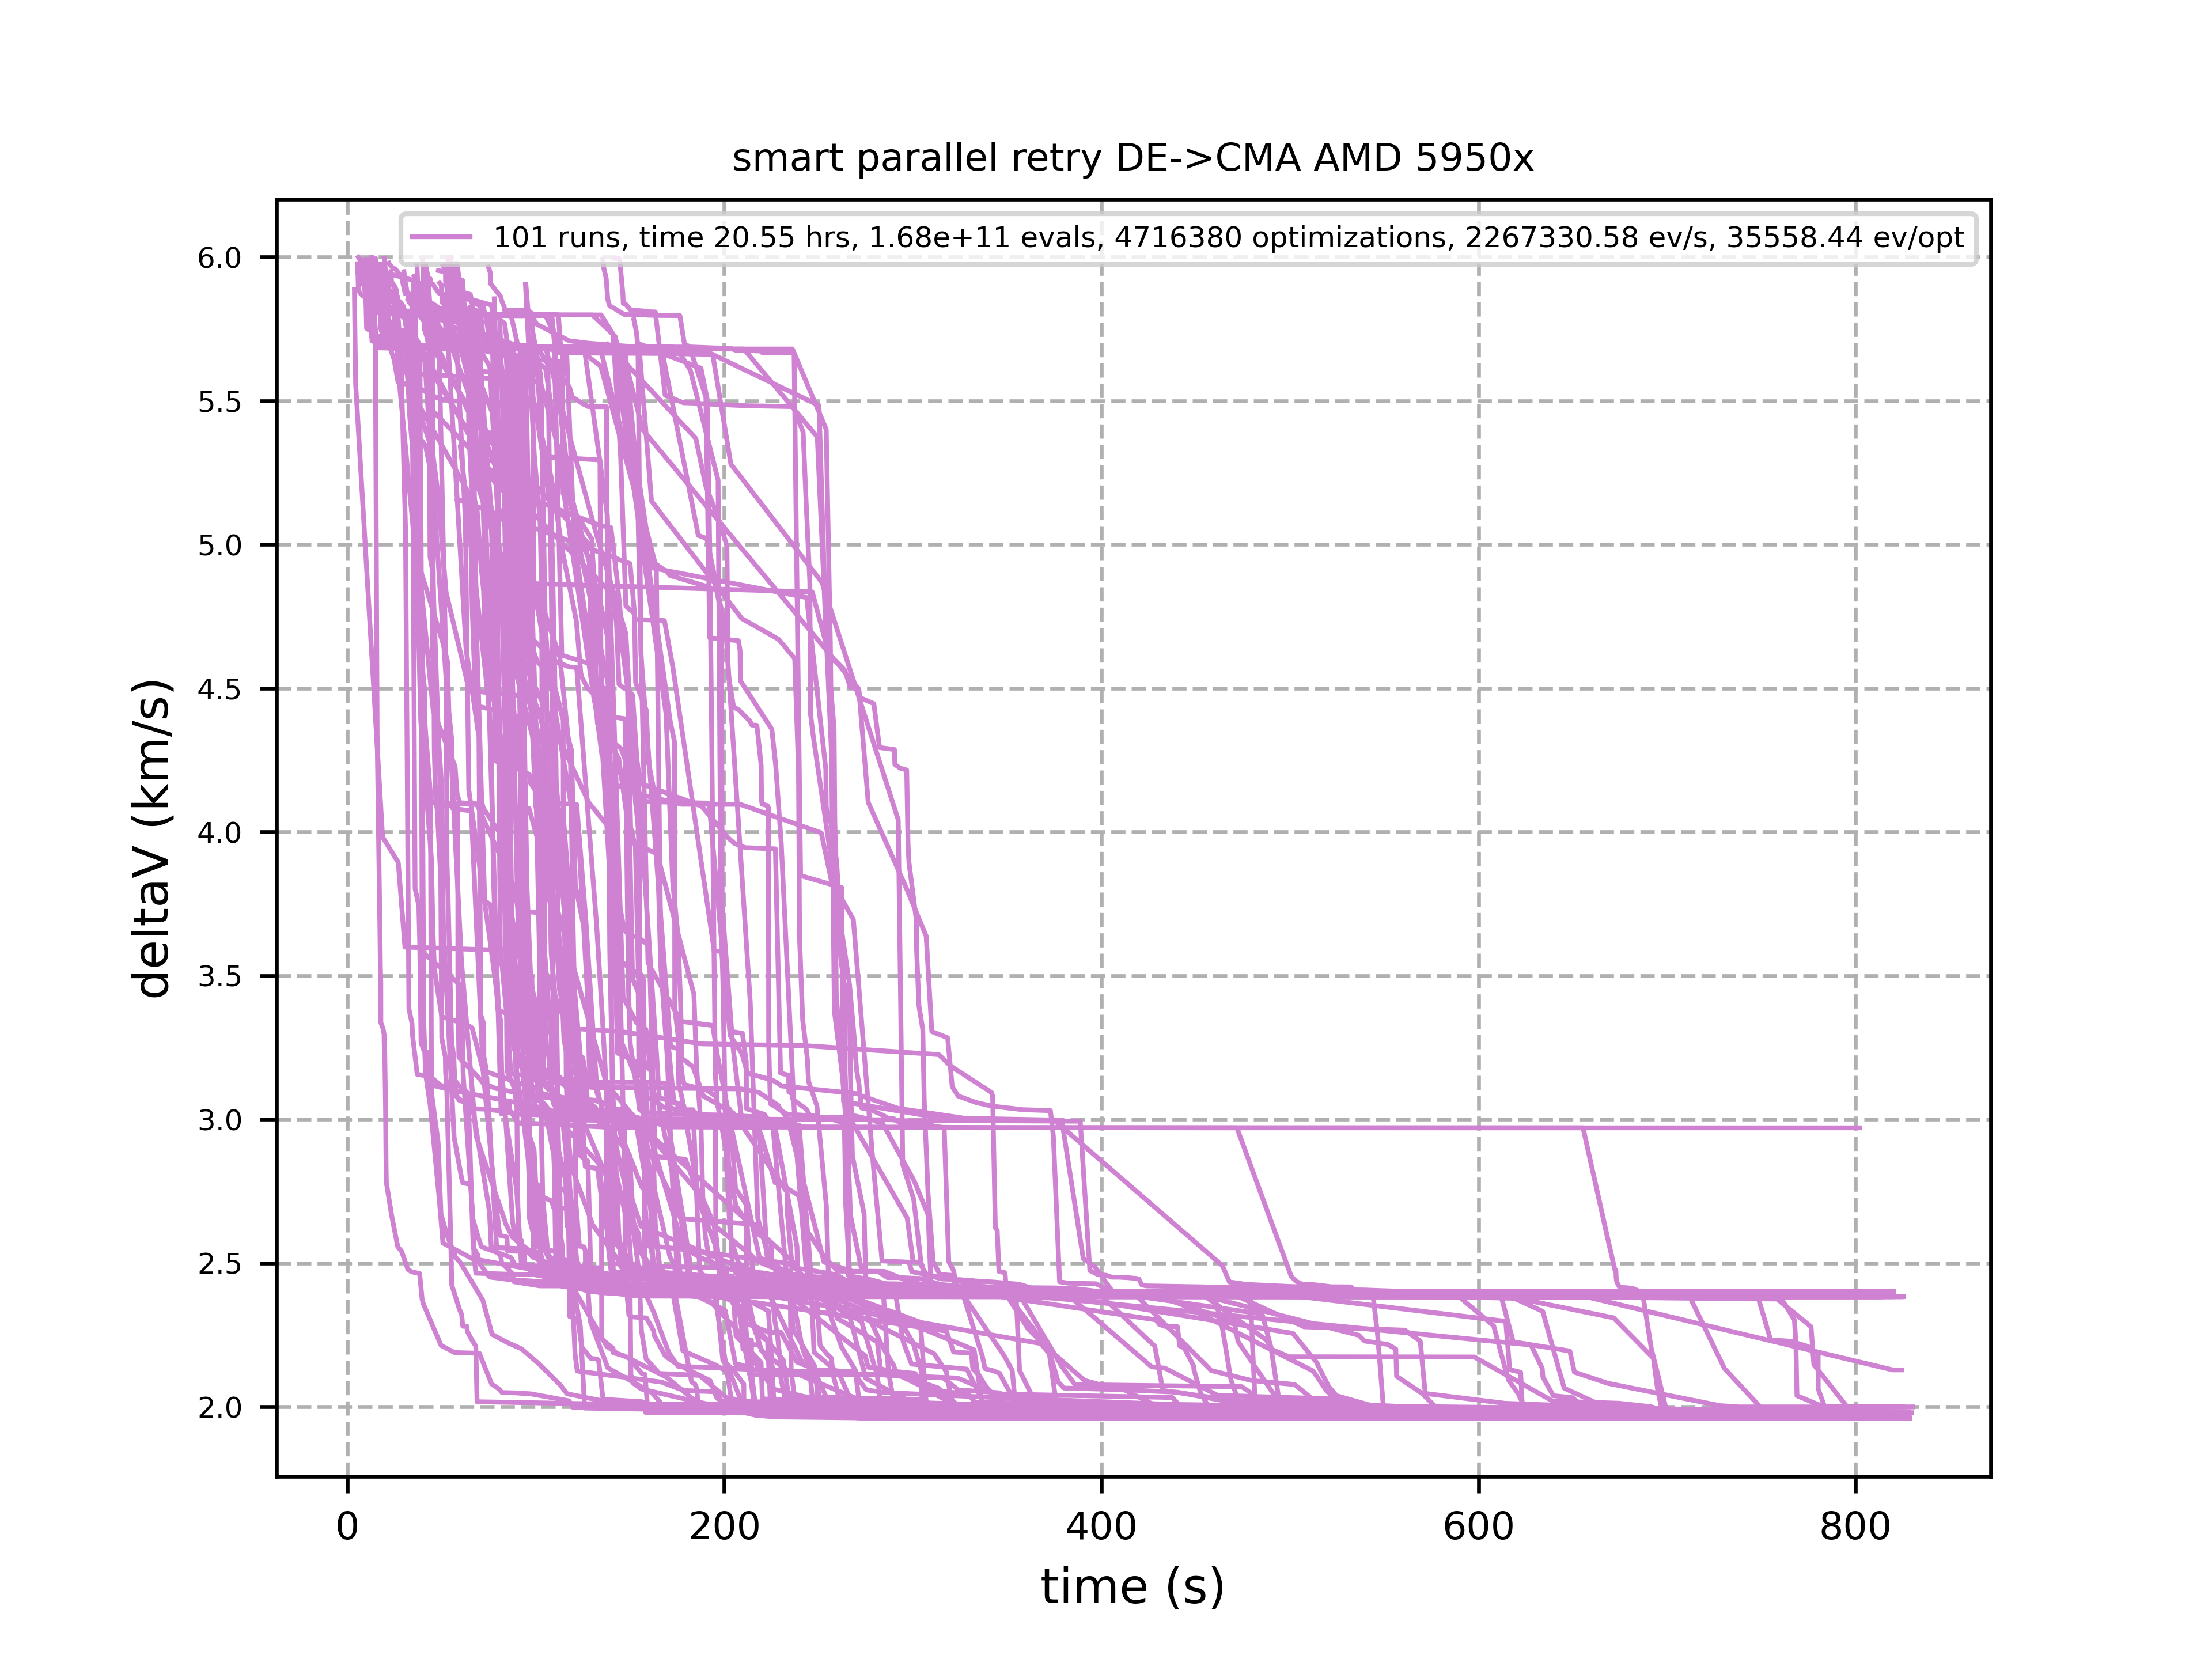 smart parallel retry DE->CMA AMD 5950x
101 runs, time 20.55 hrs, 1.68e+11 evals, 4716380 optimizations, 2267330.58 ev/s, 35558.44 ev/opt
6.0
5.5
5.0
4.5
4.0
3.5
3.0
2.5
2.0
deltaV (km/s)
0 200 400 600 800
time (s)